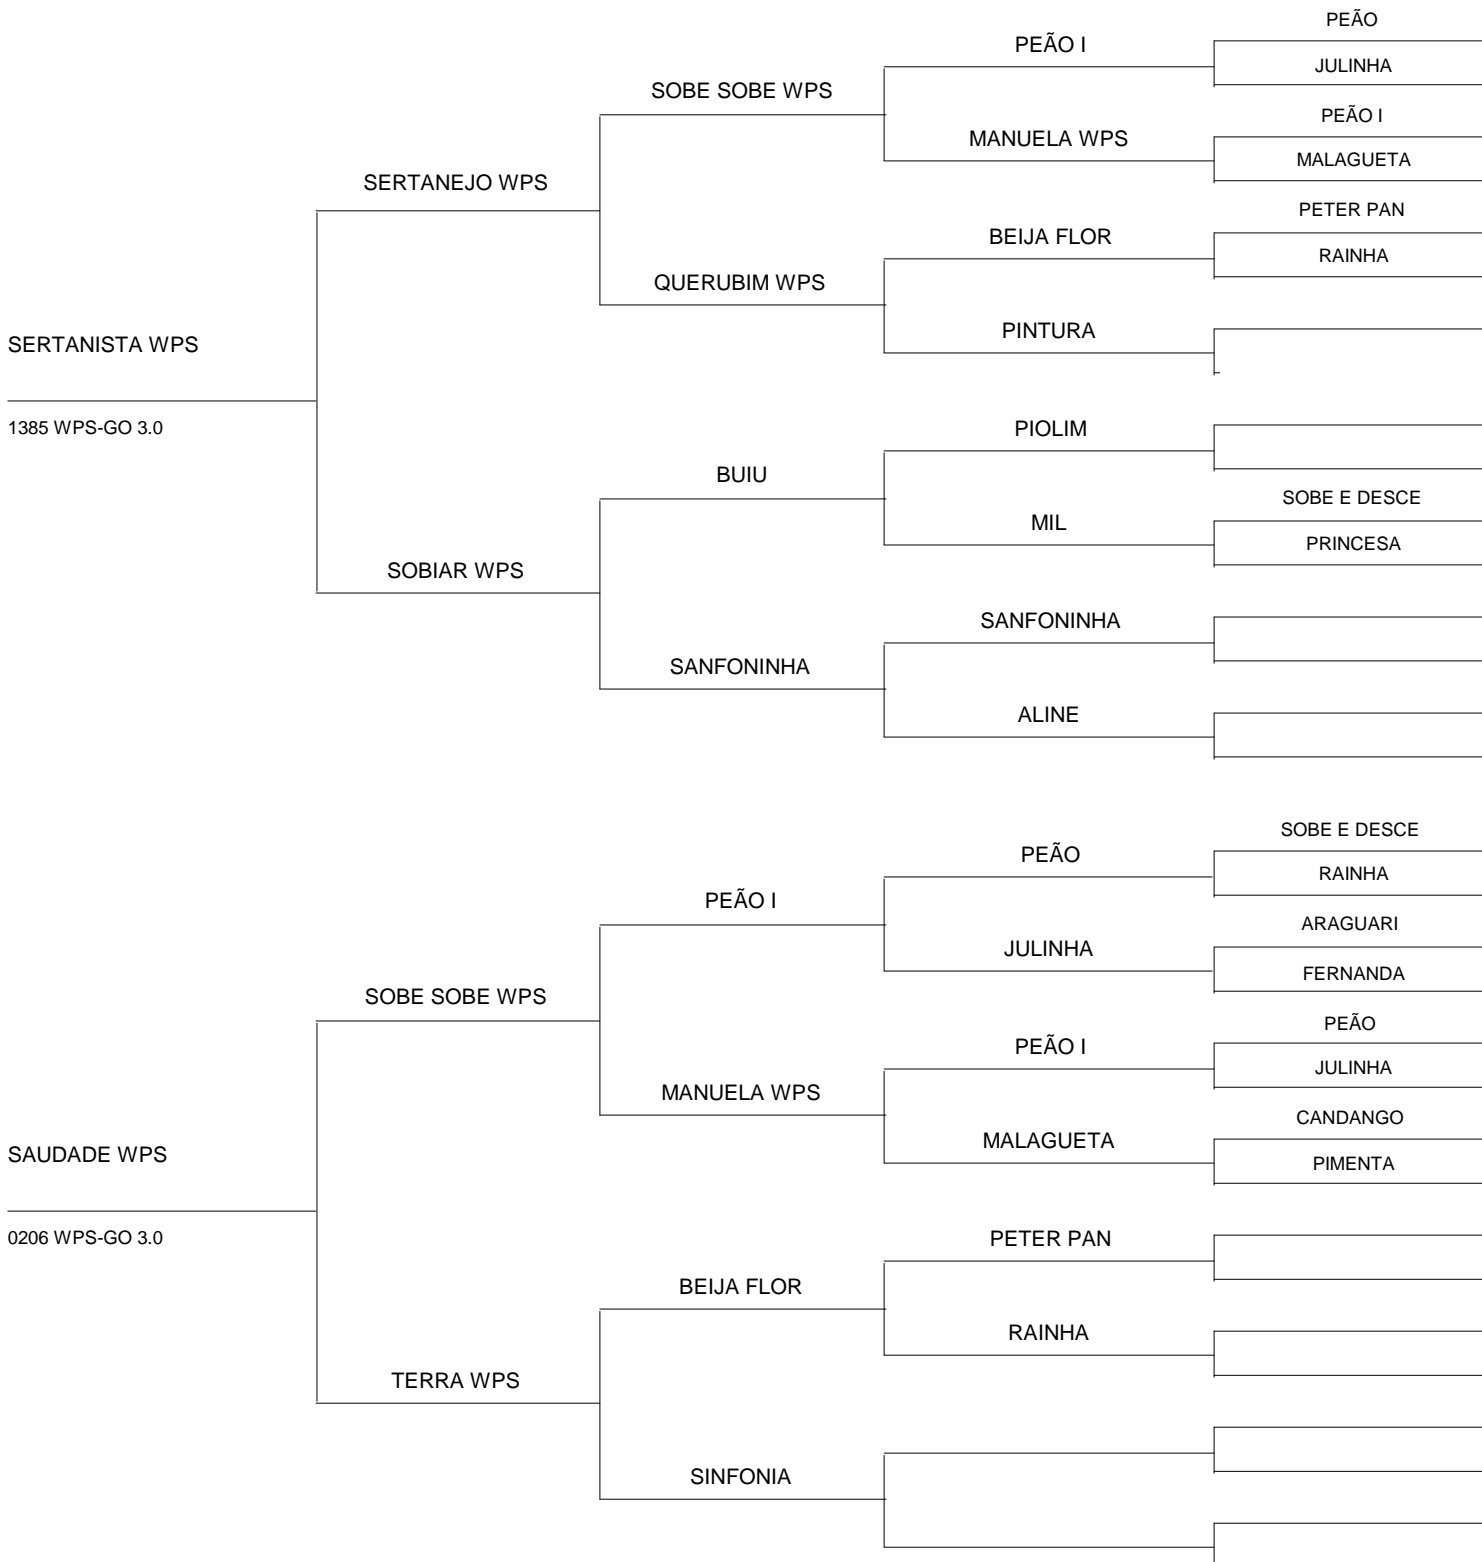 PEÃO
PEÃO I
JULINHA
SOBE SOBE WPS
PEÃO I
MANUELA WPS
MALAGUETA
SERTANEJO WPS
PETER PAN
BEIJA FLOR
RAINHA
QUERUBIM WPS
PINTURA
SERTANISTA WPS
1385 WPS-GO 3.0
PIOLIM
BUIU
SOBE E DESCE
MIL
PRINCESA
SOBIAR WPS
SANFONINHA
SANFONINHA
ALINE
SOBE E DESCE
PEÃO
RAINHA
PEÃO I
ARAGUARI
JULINHA
FERNANDA
SOBE SOBE WPS
PEÃO
PEÃO I
JULINHA
MANUELA WPS
CANDANGO
MALAGUETA
PIMENTA
SAUDADE WPS
0206 WPS-GO 3.0
PETER PAN
BEIJA FLOR
RAINHA
TERRA WPS
SINFONIA